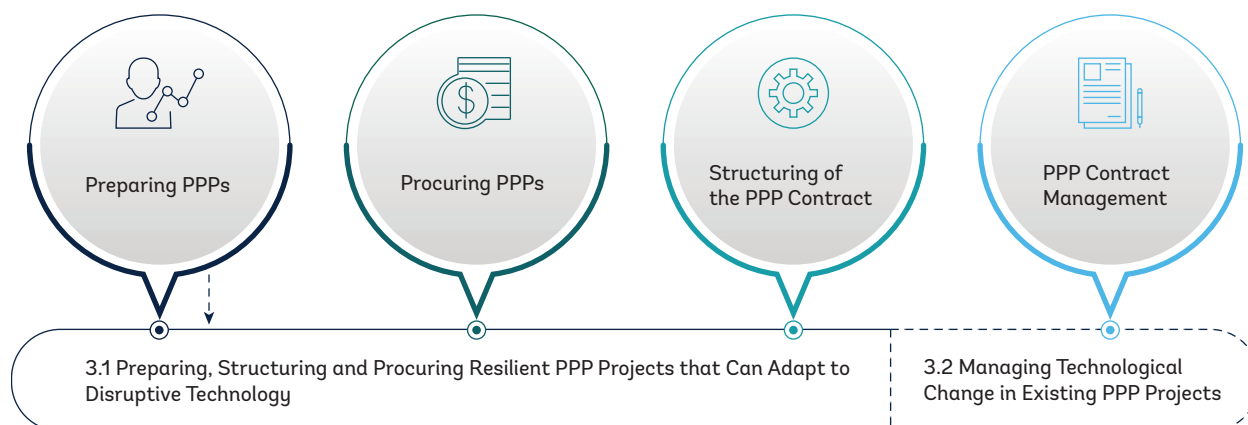 Preparing PPPs
Procuring PPPs
Structuring of
the PPP Contract
PPP Contract
Management
$
3.1 Preparing, Structuring and Procuring Resilient PPP Projects that Can Adapt to
Disruptive Technology
3.2 Managing Technological
Change in Existing PPP Projects